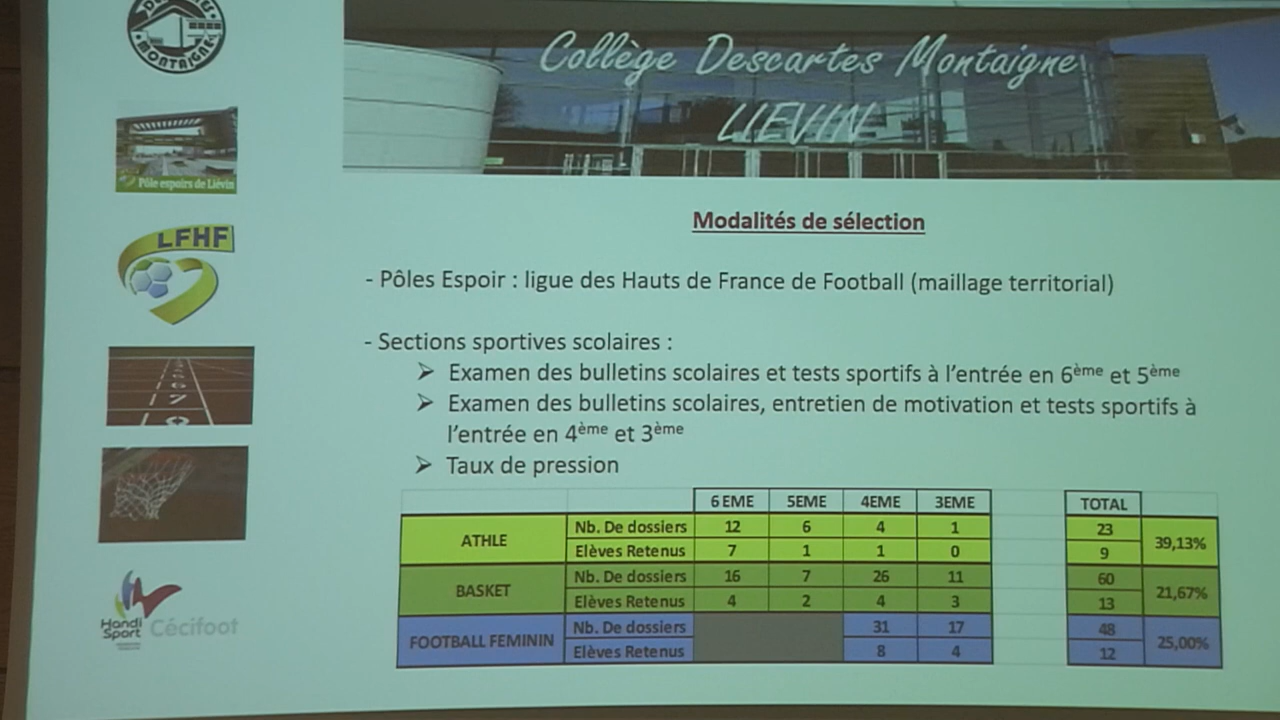 MONTAIGNE
Collège Descartes Montaigne
LIEVIN
Pôle espoirs de Liévin
LFHF
Modalités de sélection
- Pôles Espoir : ligue des Hauts de France de Football (maillage territorial)
- Sections sportives scolaires :
➢ Examen des bulletins scolaires et tests sportifs à l'entrée en 6ème et 5ème
➢ Examen des bulletins scolaires, entretien de motivation et tests sportifs à
l'entrée en 4ème et 3ème
➢ Taux de pression
6 EME 5EME 4EME 3EME TOTAL
ATHLE Nb. De dossiers 12 6 4 1 23 39,13%
Elèves Retenus 7 1 1 0 9
BASKET Nb. De dossiers 16 7 26 11 60 21,67%
Elèves Retenus 4 2 4 3 13
FOOTBALL FEMININ Nb. De dossiers 31 17 48 25,00%
Elèves Retenus 8 4 12
Handi
Sport
Cécifoot